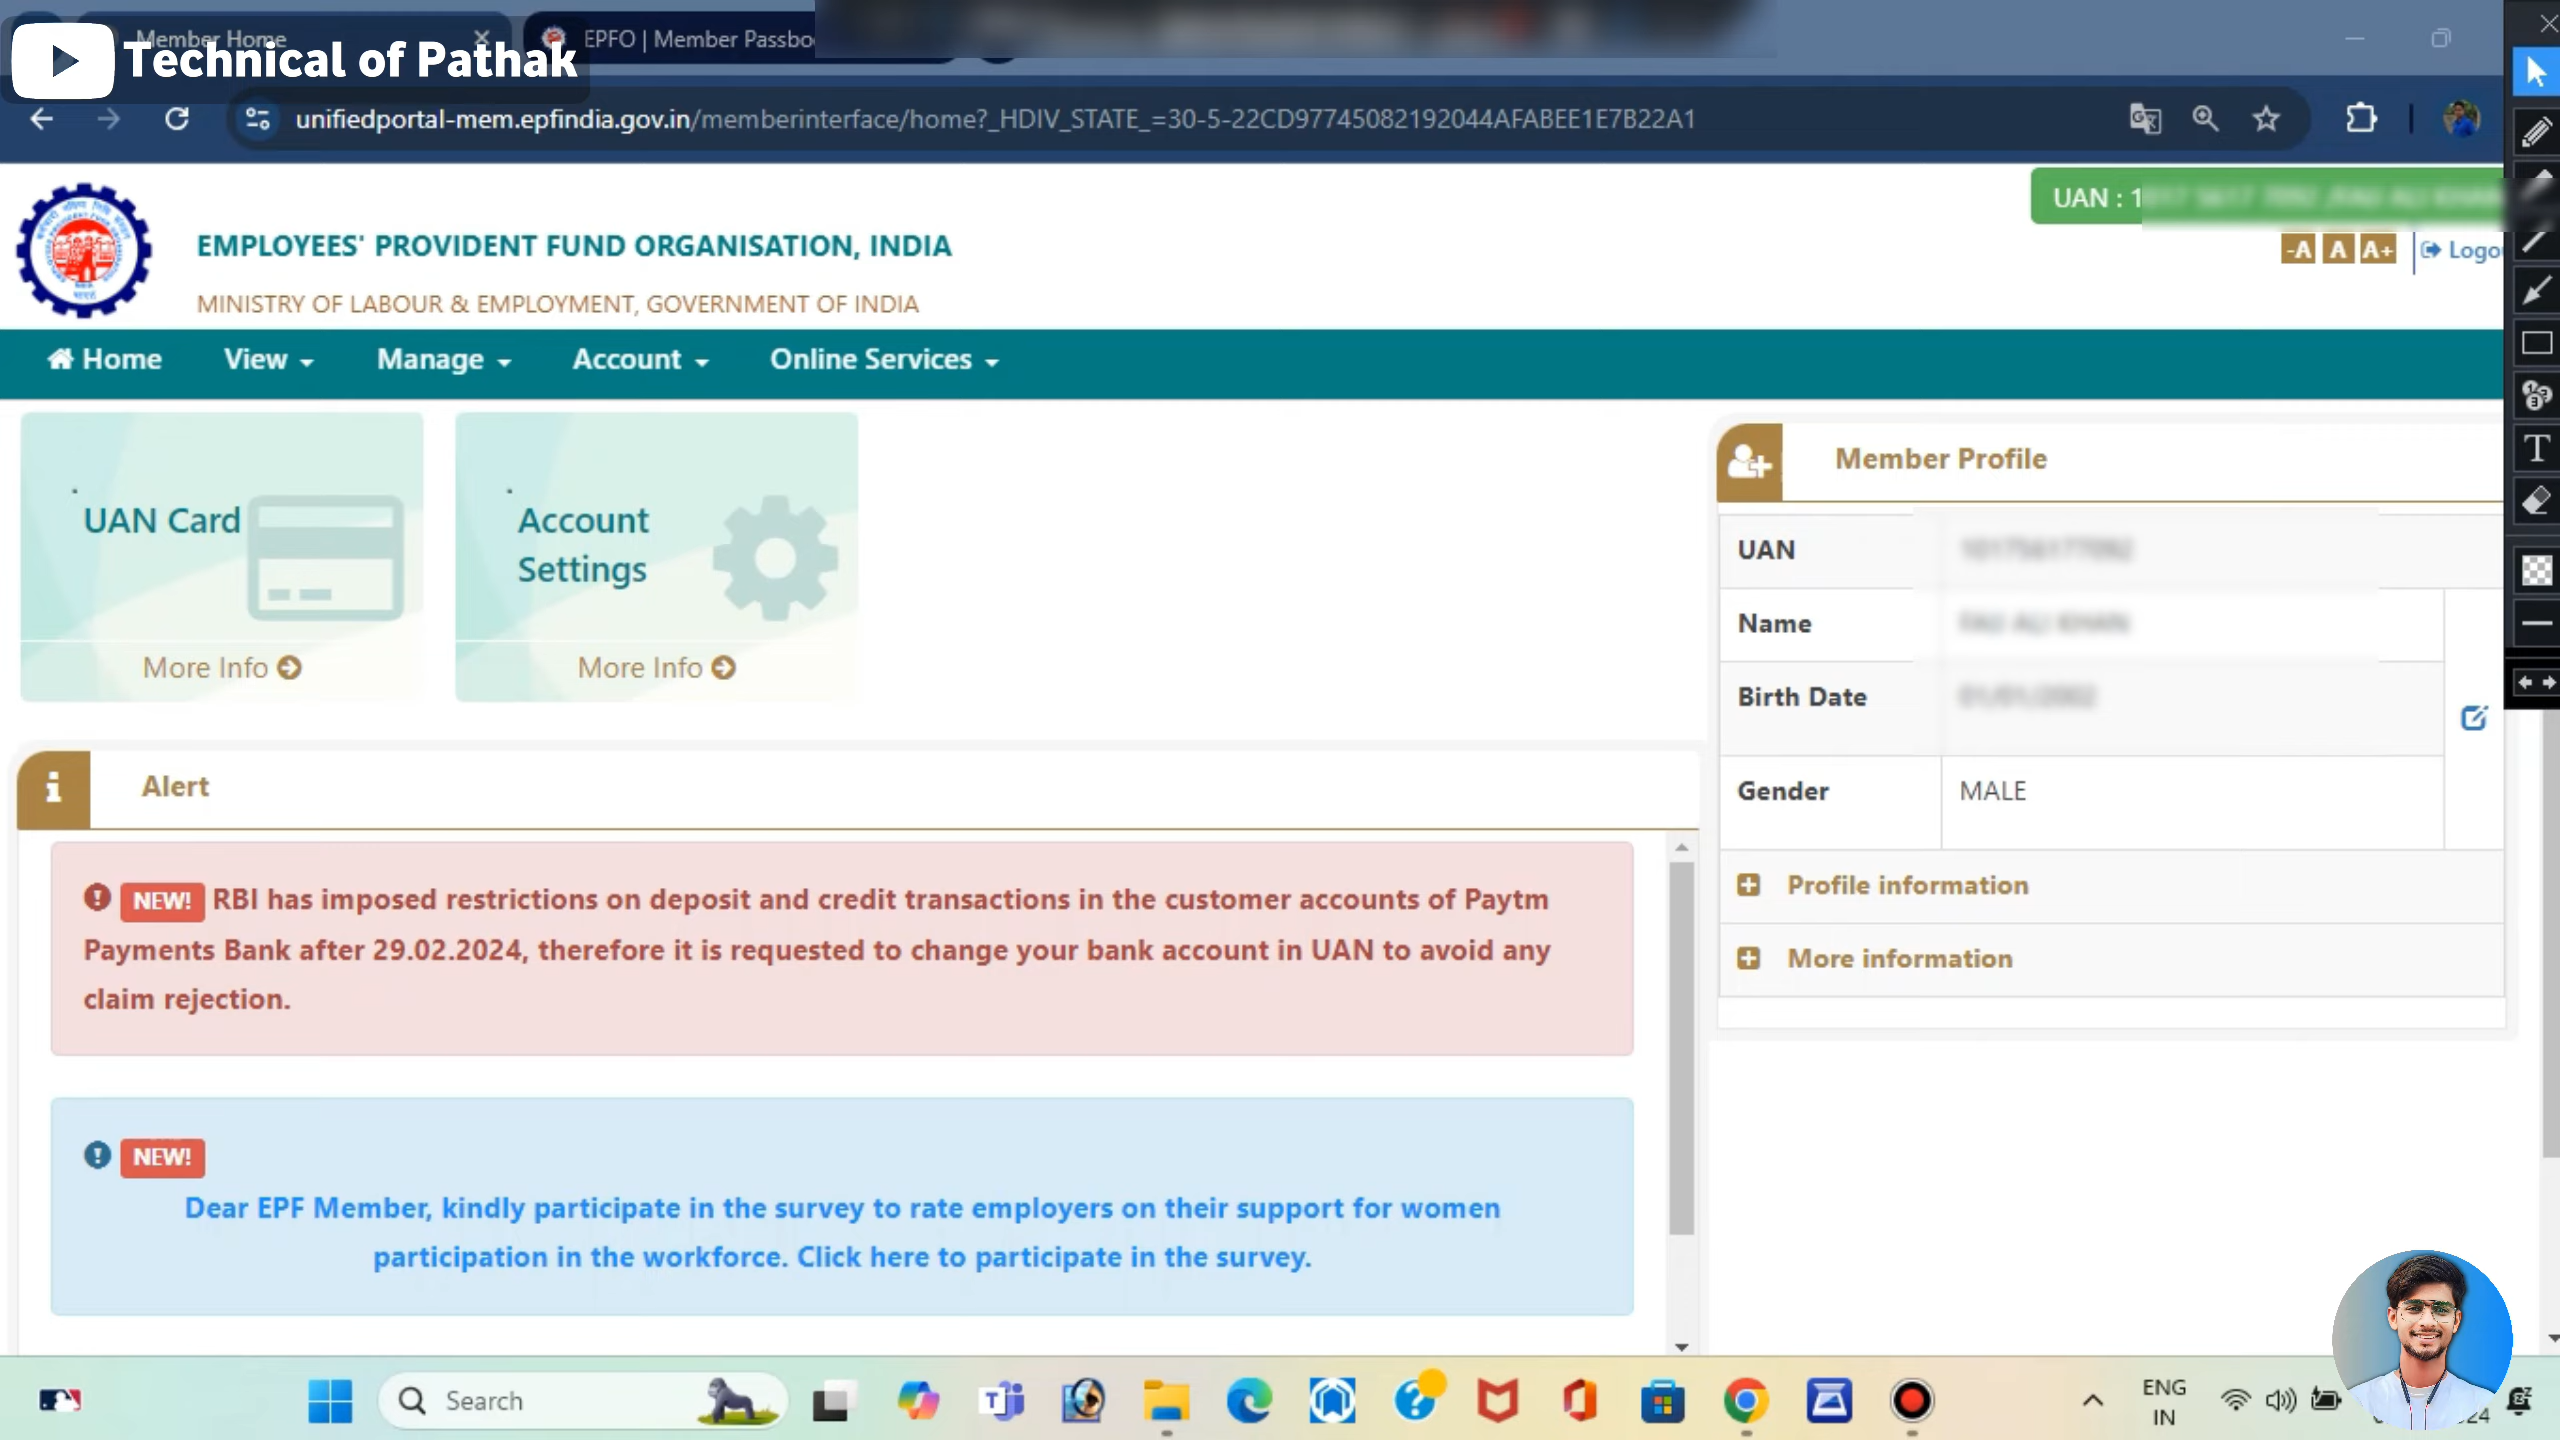 Member Home
EPFO | Member Passbo
Technical of Pathak
unifiedportal-mem.epfindia.gov.in/memberinterface/home?_HDIV_STATE_=30-5-22CD97745082192044AFABEE1E7B22A1
UAN : 1
EMPLOYEES' PROVIDENT FUND ORGANISATION, INDIA
-A A A+ Logo
MINISTRY OF LABOUR & EMPLOYMENT, GOVERNMENT OF INDIA
Home View Manage Account Online Services
UAN Card
More Info
Account
Settings
More Info
Member Profile
UAN
Name
Birth Date
Gender MALE
Profile information
More information
Alert
NEW! RBI has imposed restrictions on deposit and credit transactions in the customer accounts of Paytm
Payments Bank after 29.02.2024, therefore it is requested to change your bank account in UAN to avoid any
claim rejection.
NEW!
Dear EPF Member, kindly participate in the survey to rate employers on their support for women
participation in the workforce. Click here to participate in the survey.
Search
ENG
IN
24